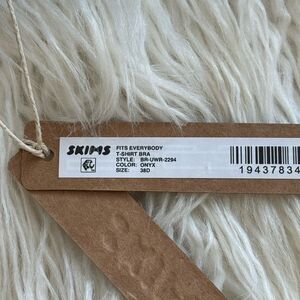 SKIMS
FITS EVERYBODY
T-SHIRT BRA
STYLE: BR-UWR-2294
COLOR: ONYX
SIZE: 38D
19437834